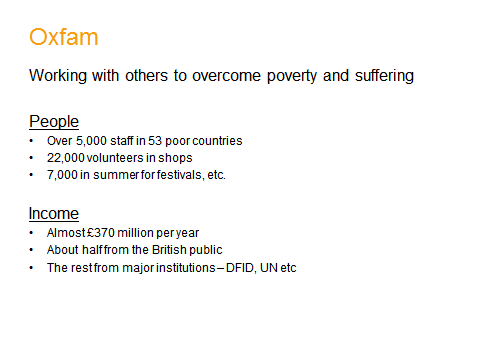 Oxfam
Working with others to overcome poverty and suffering
People
• Over 5,000 staff in 53 poor countries
• 22,000 volunteers in shops
• 7,000 in summer for festivals, etc.
Income
• Almost £370 million per year
• About half from the British public
• The rest from major institutions – DFID, UN etc